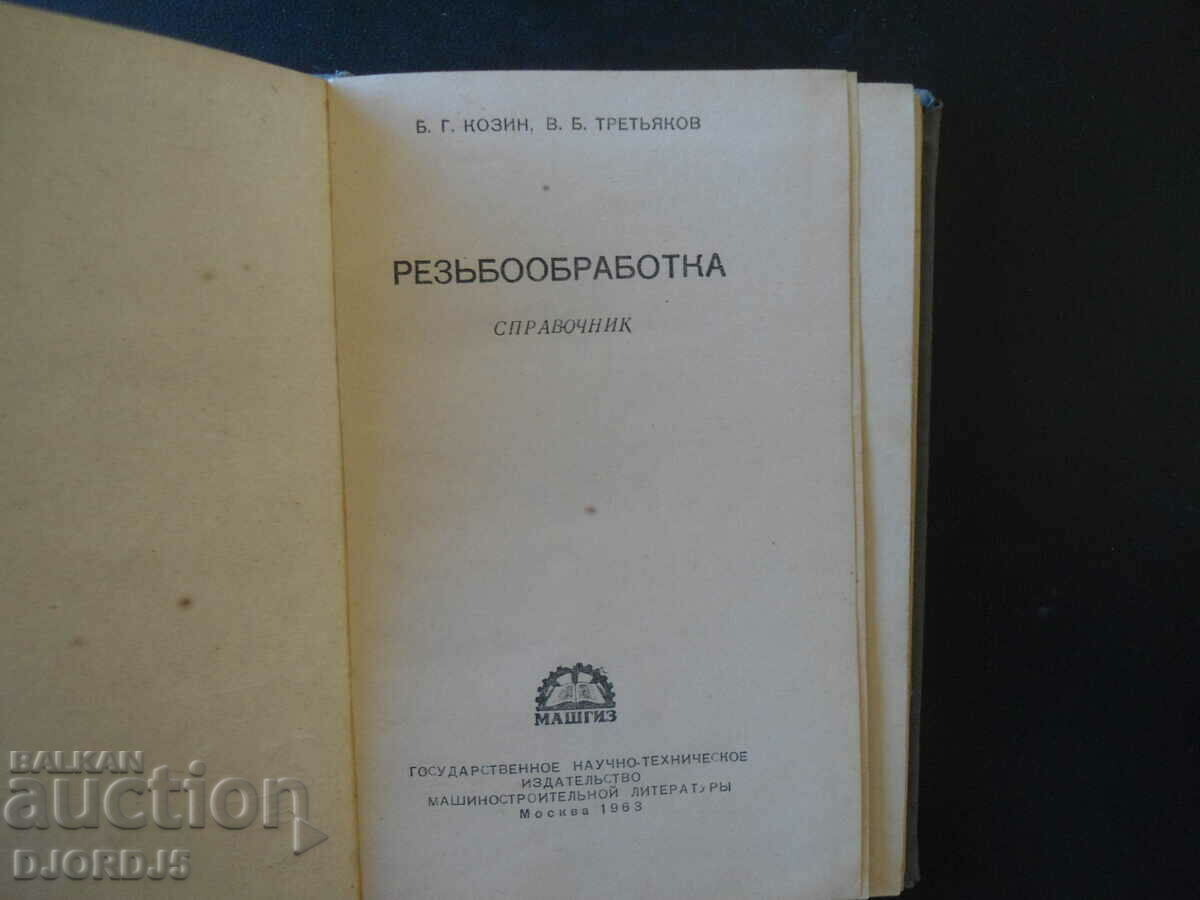 Б. Г. КОЗИН, В. Б. ТРЕТЬЯКОВ
РЕЗЬБООБРАБОТКА
СПРАВОЧНИК
МАШГИЗ
ГОСУДАРСТВЕННОЕ НАУЧНО-ТЕХНИЧЕСКОЕ
ИЗДАТЕЛЬСТВО
МАШИНОСТРОИТЕЛЬНОЙ ЛИТЕРАТУРЫ
Москва 1963
BALKAN
auction
DJORDJ5